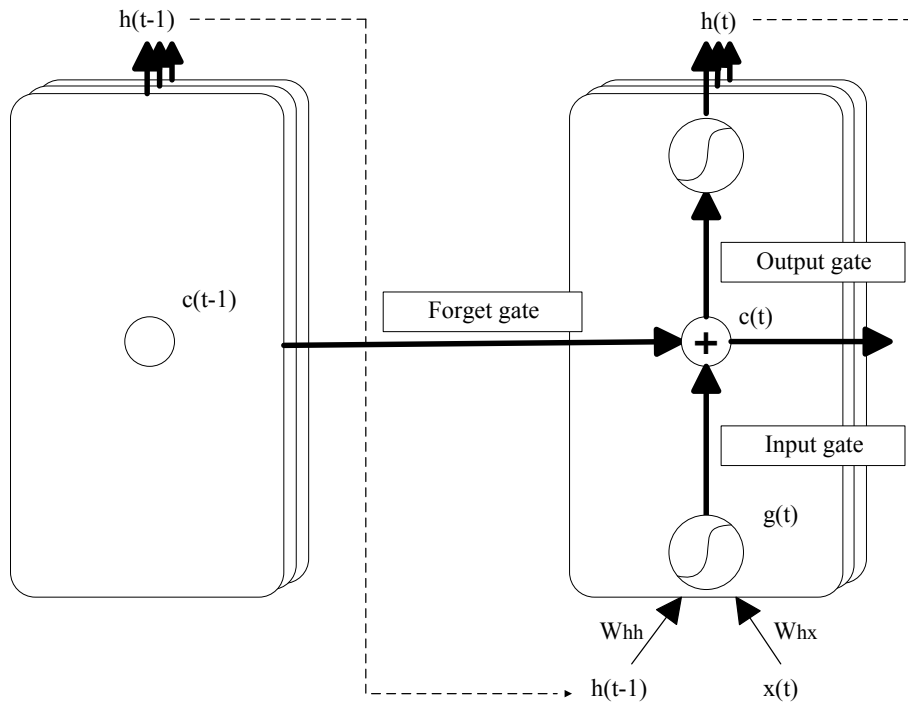 h(t-1)
h(t)
Output gate
c(t-1)
Forget gate
c(t)
Input gate
g(t)
Whh
Whx
h(t-1)
x(t)